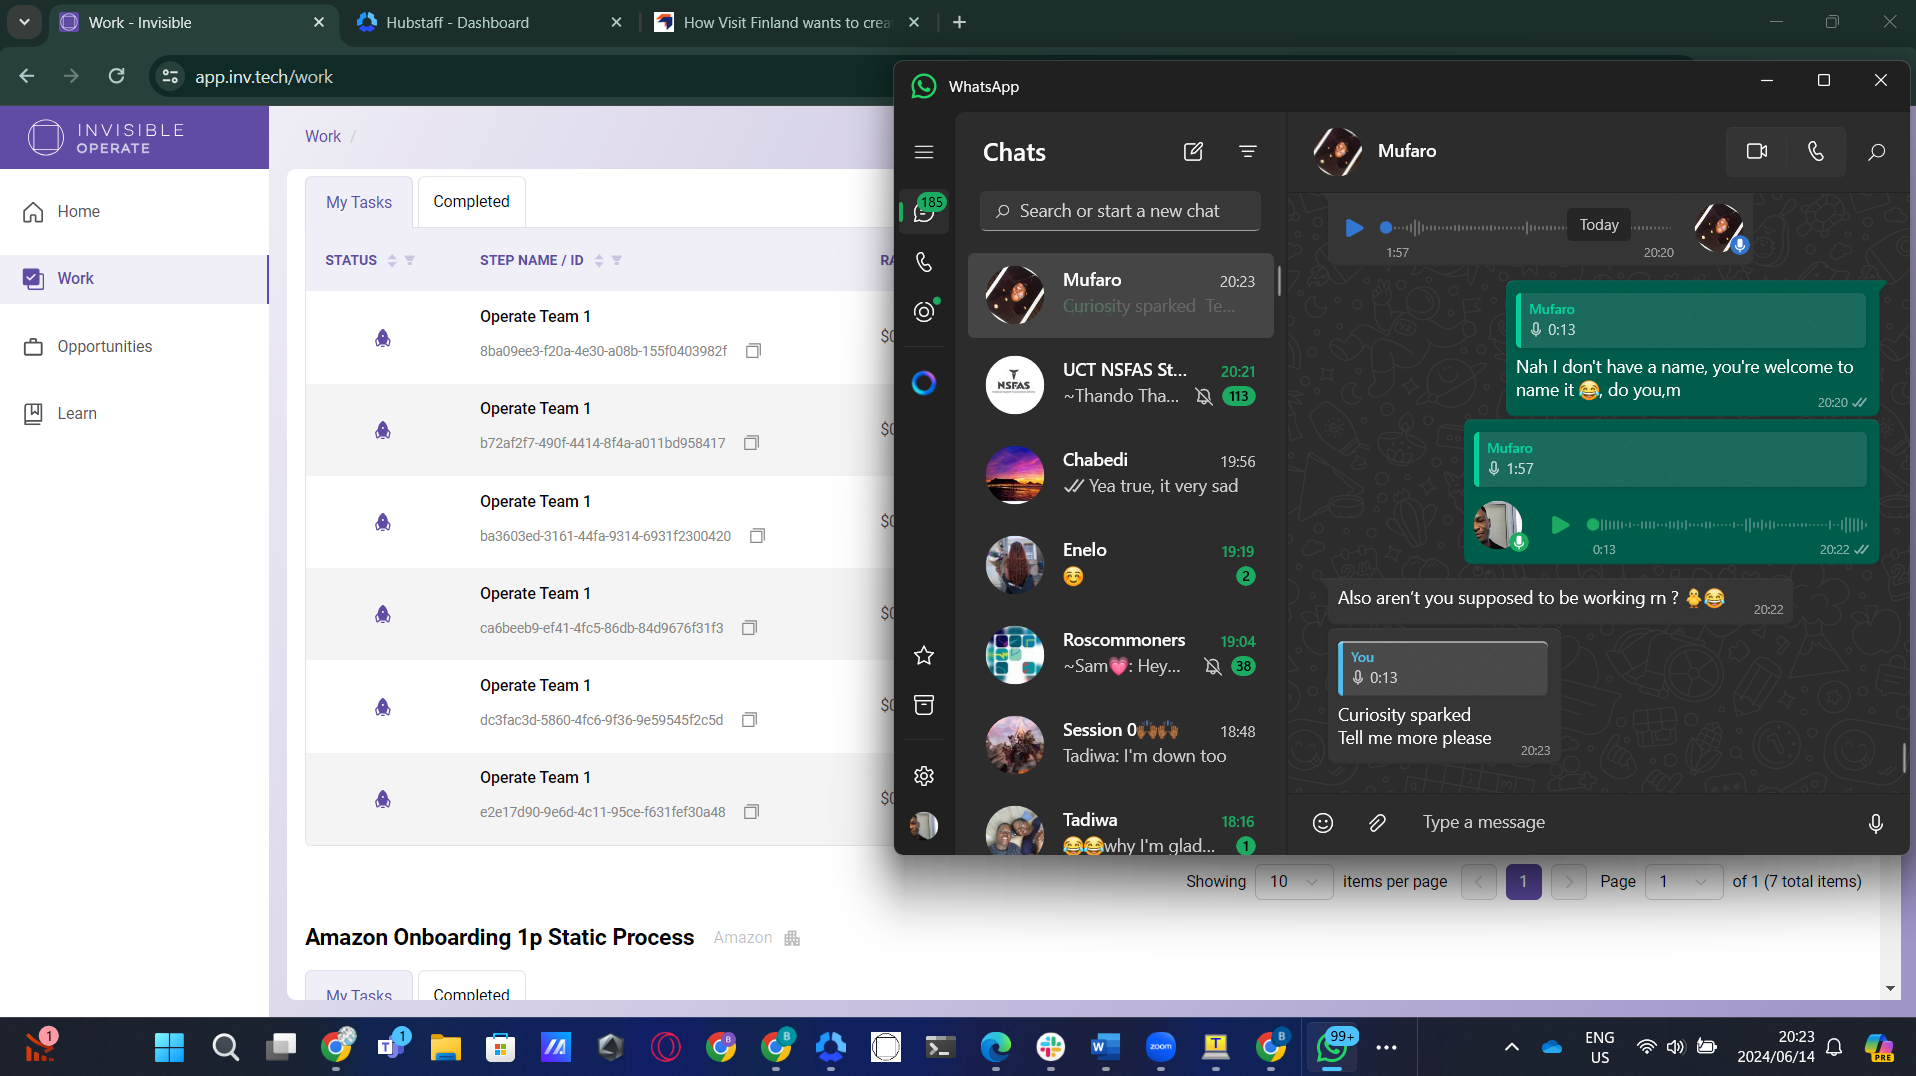 Work - Invisible
Hubstaff - Dashboard
How Visit Finland wants to crea
app.inv.tech/work
INVISIBLE
OPERATE
Home
Work
Opportunities
Learn
Work /
My Tasks
Completed
STATUS
STEP NAME / ID
RA
Operate Team 1
8ba09ee3-f20a-4e30-a08b-155f0403982f
$0
Operate Team 1
b72af2f7-490f-4414-8f4a-a011bd958417
$0
Operate Team 1
ba3603ed-3161-44fa-9314-6931f2300420
$0
Operate Team 1
ca6beeb9-ef41-4fc5-86db-84d9676f31f3
$0
Operate Team 1
dc3fac3d-5860-4fc6-9f36-9e59545f2c5d
$0
Operate Team 1
e2e17d90-9e6d-4c11-95ce-f631fef30a48
$0
Showing 10 items per page 1 Page 1 of 1 (7 total items)
Amazon Onboarding 1p Static Process Amazon
My Tasks
Completed
WhatsApp
185
Chats
Search or start a new chat
Mufaro 20:23
Curiosity sparked Te...
UCT NSFAS St... 20:21
~Thando Tha... 113
NSFAS
Chabedi 19:56
Yea true, it very sad
Enelo 19:19
☺️ 2
Roscommoners 19:04
~Sam💗: Hey... 38
Session 0🙌🏾🙌🏾🙌🏾 18:48
Tadiwa: I'm down too
Tadiwa 18:16
😂😂why I'm glad... 1
Mufaro
Today
1:57 20:20
Mufaro
0:13
Nah I don't have a name, you're welcome to
name it 😂, do you,m
20:20
Mufaro
1:57
0:13 20:22
Also aren't you supposed to be working rn ? 🐥😂
20:22
You
0:13
Curiosity sparked
Tell me more please
20:23
Type a message
1
1
B
B
zoom
T
B
99+
ENG
US
20:23
2024/06/14
PRE